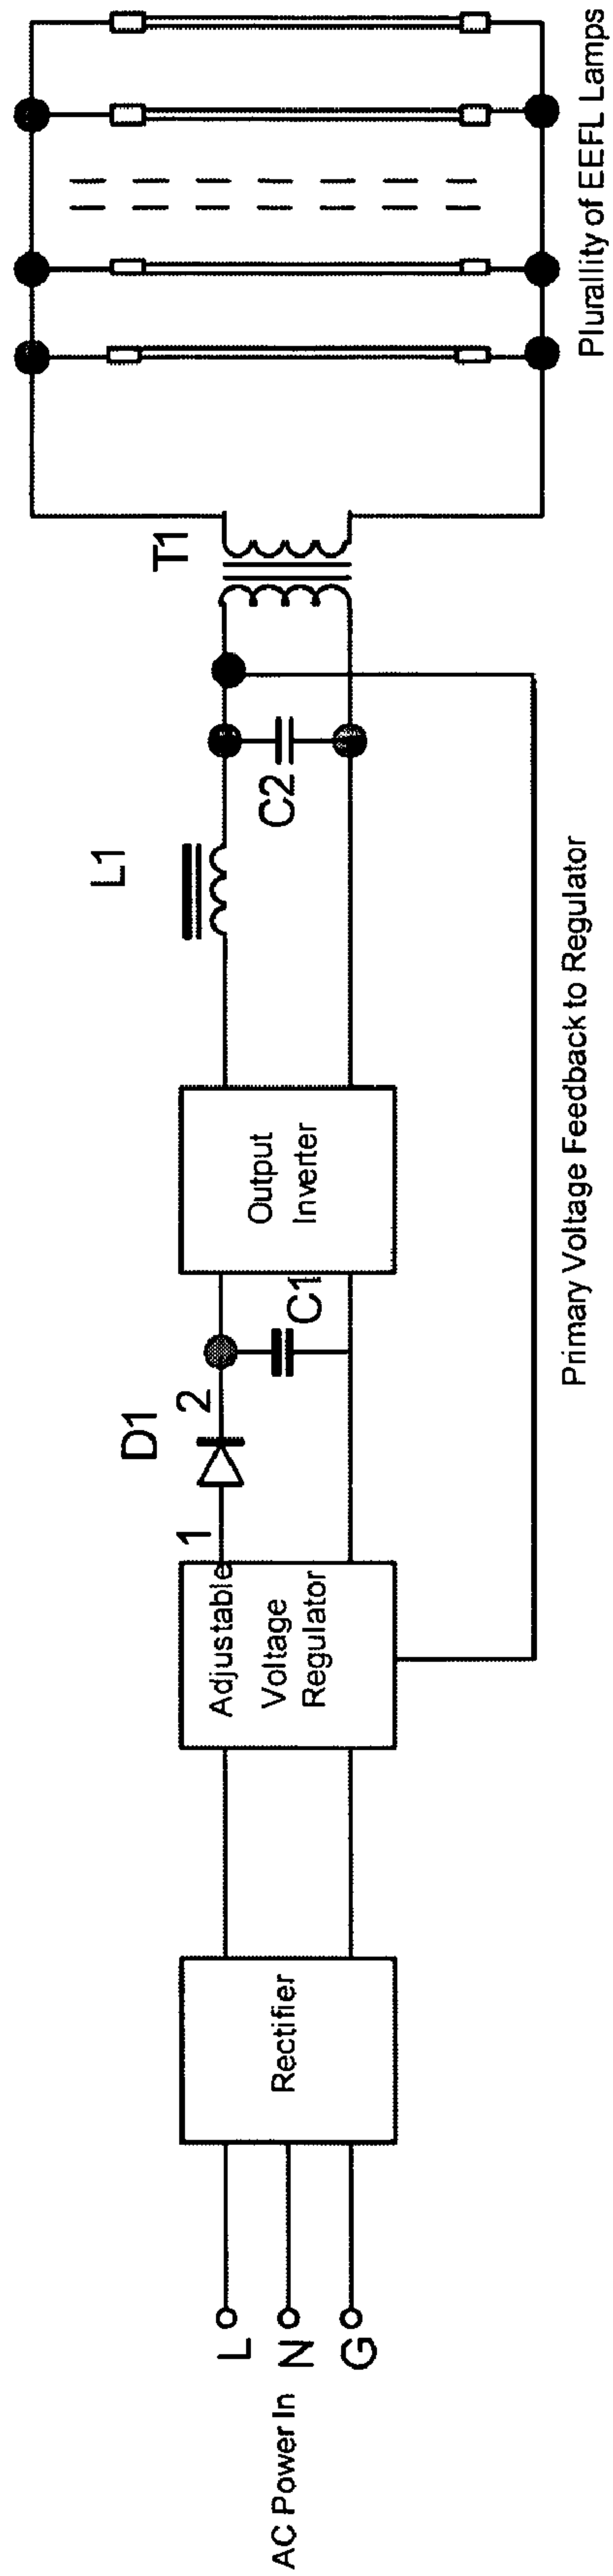 AC Power In
L
N
G
Rectifier
Adjustable
Voltage
Regulator
1
D1
2
C1
Output
Inverter
L1
C2
T1
Primary Voltage Feedback to Regulator
Plurallity of EEFL Lamps